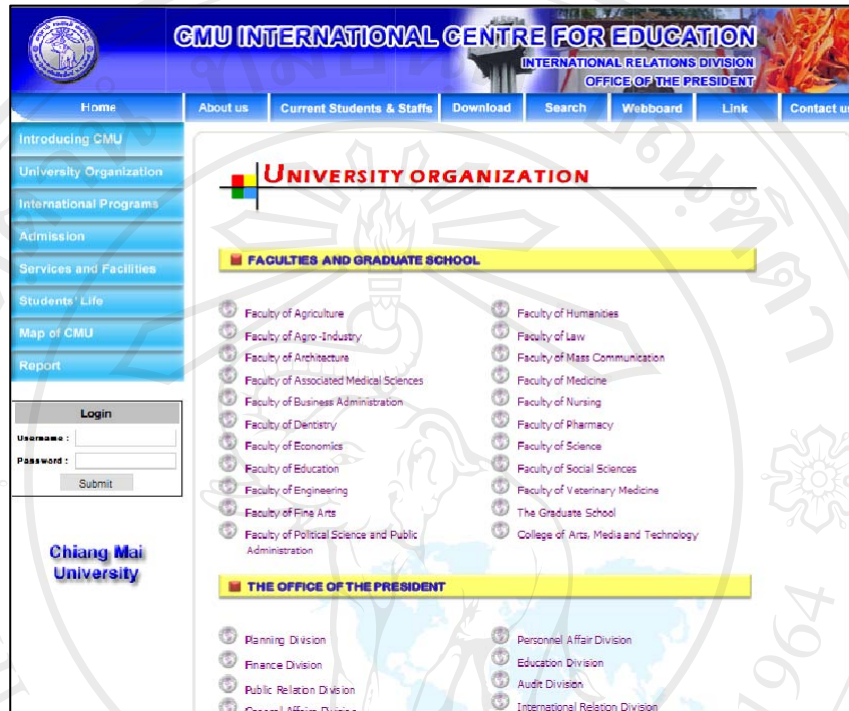 CMU INTERNATIONAL CENTRE FOR EDUCATION
INTERNATIONAL RELATIONS DIVISION
OFFICE OF THE PRESIDENT
Home
About us
Current Students & Staffs
Download
Search
Webboard
Link
Contact us
Introducing CMU
University Organization
International Programs
Admission
Services and Facilities
Students' Life
Map of CMU
Report
Login
Username :
Password :
Submit
Chiang Mai
University
UNIVERSITY ORGANIZATION
FACULTIES AND GRADUATE SCHOOL
Faculty of Agriculture
Faculty of Agro -Industry
Faculty of Architecture
Faculty of Associated Medical Sciences
Faculty of Business Administration
Faculty of Dentistry
Faculty of Economics
Faculty of Education
Faculty of Engineering
Faculty of Fine Arts
Faculty of Political Science and Public
Administration
Faculty of Humanities
Faculty of Law
Faculty of Mass Communication
Faculty of Medicine
Faculty of Nursing
Faculty of Pharmacy
Faculty of Science
Faculty of Social Sciences
Faculty of Veterinary Medicine
The Graduate School
College of Arts, Media and Technology
THE OFFICE OF THE PRESIDENT
Planning Division
Finance Division
Public Relation Division
General Affairs Division
Personnel Affair Division
Education Division
Audit Division
International Relation Division
1964